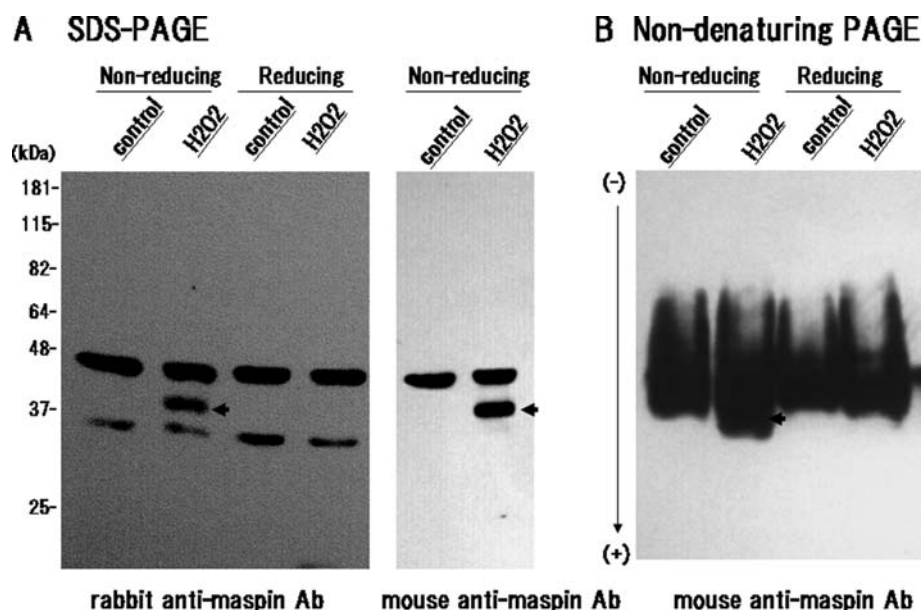 A SDS-PAGE
B Non-denaturing PAGE
Non-reducing Reducing Non-reducing Non-reducing Reducing
control H2O2 control H2O2 control H2O2 control H2O2 control H2O2
(kDa)
181-
115-
82-
64-
48-
37-
25-
(-)
(+)
rabbit anti-maspin Ab mouse anti-maspin Ab mouse anti-maspin Ab